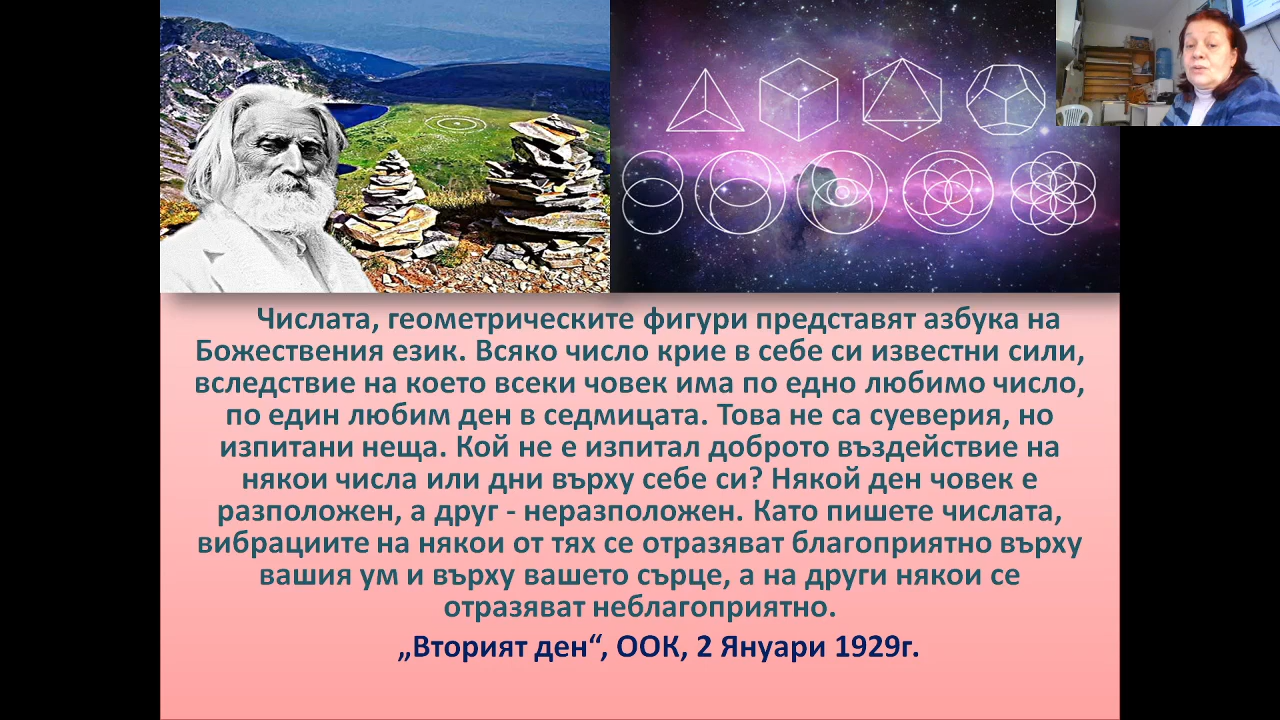 Числата, геометрическите фигури представят азбука на
Божествения език. Всяко число крие в себе си известни сили,
вследствие на което всеки човек има по едно любимо число,
по един любим ден в седмицата. Това не са суеверия, но
изпитани неща. Кой не е изпитал доброто въздействие на
някои числа или дни върху себе си? Някой ден човек е
разположен, а друг - неразположен. Като пишете числата,
вибрациите на някои от тях се отразяват благоприятно върху
вашия ум и върху вашето сърце, а на други някои се
отразяват неблагоприятно.
„Вторият ден“, ООК, 2 Януари 1929г.